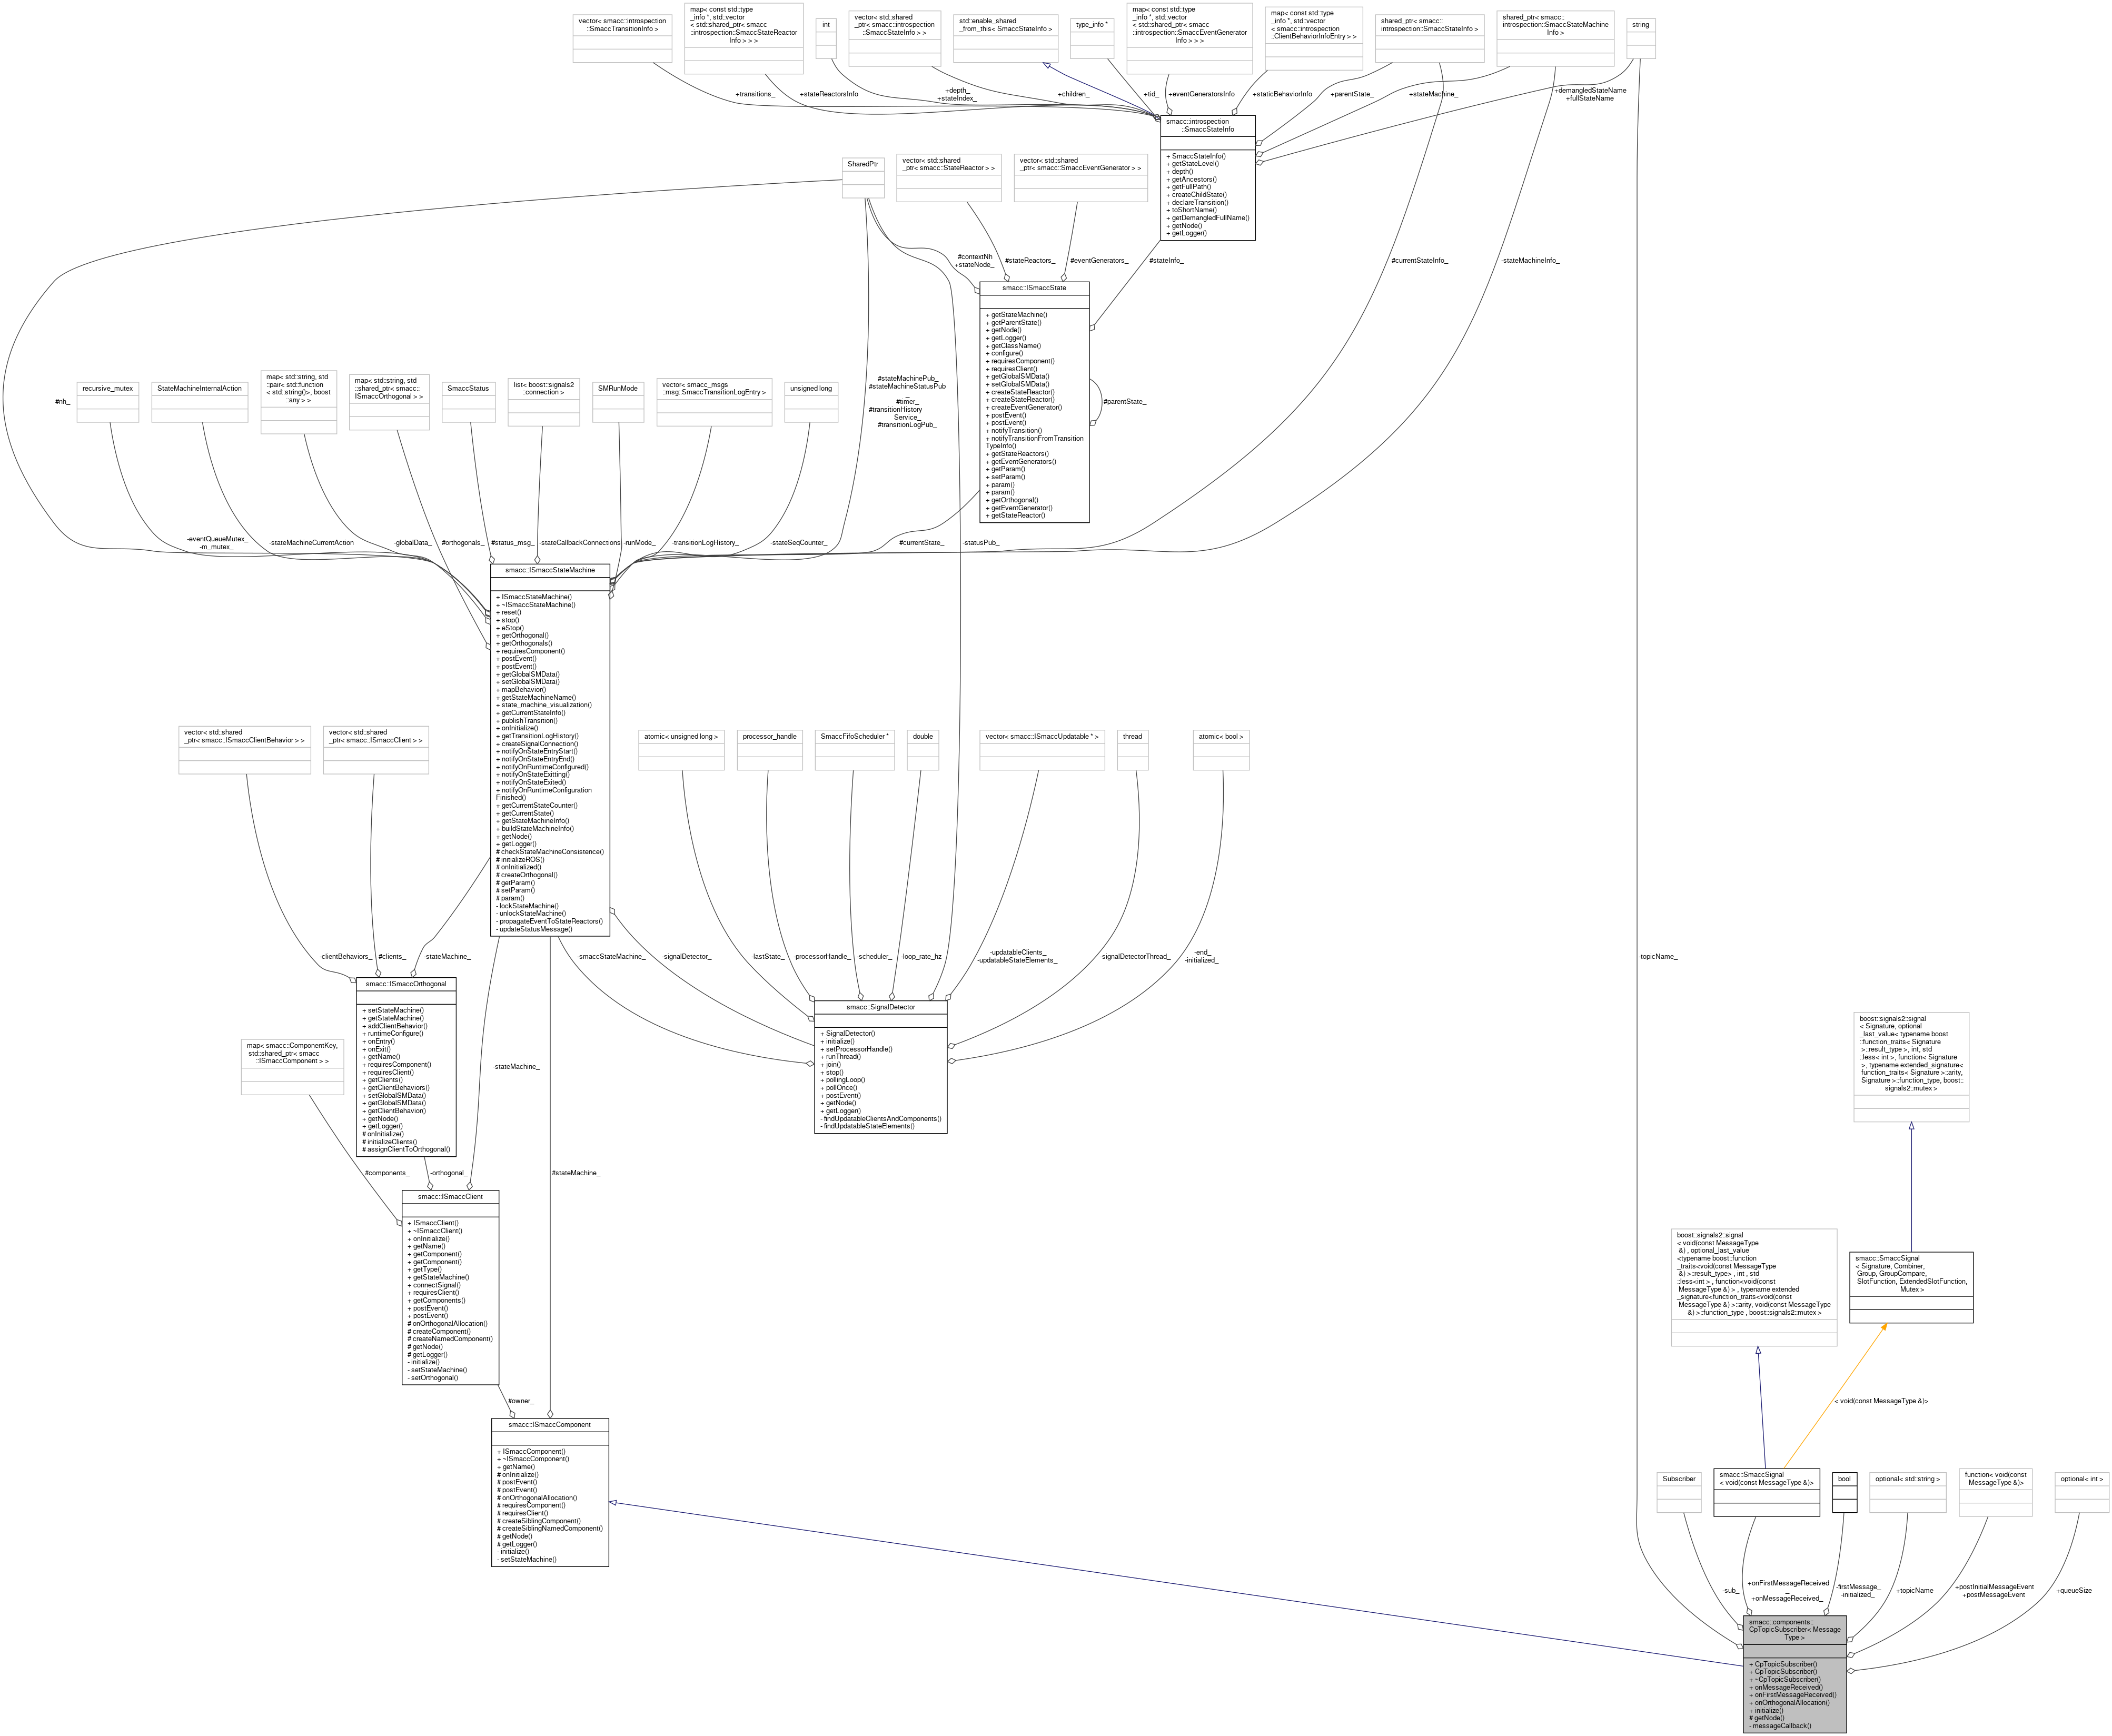 vector< smacc::introspection
::SmaccTransitionInfo >
map< const std::type
_info *, std::vector
< std::shared_ptr< smacc
::introspection::SmaccStateReactor
Info > > >
int
vector< std::shared
_ptr< smacc::introspection
::SmaccStateInfo > >
std::enable_shared
_from_this< SmaccStateInfo >
type_info *
map< const std::type
_info *, std::vector
< std::shared_ptr< smacc
::introspection::SmaccEventGenerator
Info > > >
map< const std::type
_info *, std::vector
< smacc::introspection
::ClientBehaviorInfoEntry > >
shared_ptr< smacc::
introspection::SmaccStateInfo >
shared_ptr< smacc::
introspection::SmaccStateMachine
Info >
string
+transitions_
+stateReactorsInfo
+depth_
+stateIndex_
+children_
+tid_
+eventGeneratorsInfo
+staticBehaviorInfo
+parentState_
+stateMachine_
+demangledStateName
+fullStateName
smacc::introspection
::SmaccStateInfo
+ SmaccStateInfo()
+ getStateLevel()
+ depth()
+ getAncestors()
+ getFullPath()
+ createChildState()
+ declareTransition()
+ toShortName()
+ getDemangledFullName()
+ getNode()
+ getLogger()
SharedPtr
vector< std::shared
_ptr< smacc::StateReactor > >
vector< std::shared
_ptr< smacc::SmaccEventGenerator > >
#contextNh
+stateNode_
#stateReactors_
#eventGenerators_
#stateInfo_
#currentStateInfo_
-stateMachineInfo_
smacc::ISmaccState
+ getStateMachine()
+ getParentState()
+ getNode()
+ getLogger()
+ getClassName()
+ configure()
+ requiresComponent()
+ requiresClient()
+ getGlobalSMData()
+ setGlobalSMData()
+ createStateReactor()
+ createStateReactor()
+ createEventGenerator()
+ postEvent()
+ postEvent()
+ notifyTransition()
+ notifyTransitionFromTransition
TypeInfo()
+ getStateReactors()
+ getEventGenerators()
+ getParam()
+ setParam()
+ param()
+ param()
+ getOrthogonal()
+ getEventGenerator()
+ getStateReactor()
#parentState_
#nh_
recursive_mutex
StateMachineInternalAction
map< std::string, std
::pair< std::function
< std::string()>, boost
::any > >
map< std::string, std
::shared_ptr< smacc::
ISmaccOrthogonal > >
SmaccStatus
list< boost::signals2
::connection >
SMRunMode
vector< smacc_msgs
::msg::SmaccTransitionLogEntry >
unsigned long
#stateMachinePub_
#stateMachineStatusPub
_
#timer_
#transitionHistory
Service_
#transitionLogPub_
-eventQueueMutex_
-m_mutex_
-stateMachineCurrentAction
-globalData_
#orthogonals_
#status_msg_
-stateCallbackConnections
-runMode_
-transitionLogHistory_
-stateSeqCounter_
#currentState_
-statusPub_
smacc::ISmaccStateMachine
+ ISmaccStateMachine()
+ ~ISmaccStateMachine()
+ reset()
+ stop()
+ eStop()
+ getOrthogonal()
+ getOrthogonals()
+ requiresComponent()
+ postEvent()
+ postEvent()
+ getGlobalSMData()
+ setGlobalSMData()
+ mapBehavior()
+ getStateMachineName()
+ state_machine_visualization()
+ getCurrentStateInfo()
+ publishTransition()
+ onInitialize()
+ getTransitionLogHistory()
+ createSignalConnection()
+ notifyOnStateEntryStart()
+ notifyOnStateEntryEnd()
+ notifyOnRuntimeConfigured()
+ notifyOnStateExitting()
+ notifyOnStateExited()
+ notifyOnRuntimeConfiguration
Finished()
+ getCurrentStateCounter()
+ getCurrentState()
+ getStateMachineInfo()
+ buildStateMachineInfo()
+ getNode()
+ getLogger()
# checkStateMachineConsistence()
# initializeROS()
# onInitialized()
# createOrthogonal()
# getParam()
# setParam()
# param()
- lockStateMachine()
- unlockStateMachine()
- propagateEventToStateReactors()
- updateStatusMessage()
vector< std::shared
_ptr< smacc::ISmaccClientBehavior > >
vector< std::shared
_ptr< smacc::ISmaccClient > >
atomic< unsigned long >
processor_handle
SmaccFifoScheduler *
double
vector< smacc::ISmaccUpdatable * >
thread
atomic< bool >
-clientBehaviors_
#clients_
-stateMachine_
-smaccStateMachine_
-signalDetector_
-lastState_
-processorHandle_
-scheduler_
-loop_rate_hz
-updatableClients_
-updatableStateElements_
-signalDetectorThread_
-end_
-initialized_
-topicName_
smacc::ISmaccOrthogonal
+ setStateMachine()
+ getStateMachine()
+ addClientBehavior()
+ runtimeConfigure()
+ onEntry()
+ onExit()
+ getName()
+ requiresComponent()
+ requiresClient()
+ getClients()
+ getClientBehaviors()
+ setGlobalSMData()
+ getGlobalSMData()
+ getClientBehavior()
+ getNode()
+ getLogger()
# onInitialize()
# initializeClients()
# assignClientToOrthogonal()
smacc::SignalDetector
+ SignalDetector()
+ initialize()
+ setProcessorHandle()
+ runThread()
+ join()
+ stop()
+ pollingLoop()
+ pollOnce()
+ postEvent()
+ getNode()
+ getLogger()
- findUpdatableClientsAndComponents()
- findUpdatableStateElements()
map< smacc::ComponentKey,
std::shared_ptr< smacc
::ISmaccComponent > >
-stateMachine_
boost::signals2::signal
< Signature, optional
_last_value< typename boost
::function_traits< Signature
>::result_type >, int, std
::less< int >, function< Signature
>, typename extended_signature<
function_traits< Signature >::arity,
Signature >::function_type, boost::
signals2::mutex >
#components_
-orthogonal_
#stateMachine_
smacc::ISmaccClient
+ ISmaccClient()
+ ~ISmaccClient()
+ onInitialize()
+ getName()
+ getComponent()
+ getComponent()
+ getType()
+ getStateMachine()
+ connectSignal()
+ requiresClient()
+ getComponents()
+ postEvent()
+ postEvent()
# onOrthogonalAllocation()
# createComponent()
# createNamedComponent()
# getNode()
# getLogger()
- initialize()
- setStateMachine()
- setOrthogonal()
boost::signals2::signal
< void(const MessageType
&) , optional_last_value
<typename boost::function
_traits<void(const MessageType
&) >::result_type> , int , std
::less<int > , function<void(const
MessageType &) > , typename extended
_signature<function_traits<void(const
MessageType &) >::arity, void(const MessageType
&) >::function_type , boost::signals2::mutex >
smacc::SmaccSignal
< Signature, Combiner,
Group, GroupCompare,
SlotFunction, ExtendedSlotFunction,
Mutex >
#owner_
< void(const MessageType &)>
smacc::ISmaccComponent
+ ISmaccComponent()
+ ~ISmaccComponent()
+ getName()
# onInitialize()
# postEvent()
# postEvent()
# onOrthogonalAllocation()
# requiresComponent()
# requiresClient()
# createSiblingComponent()
# createSiblingNamedComponent()
# getNode()
# getLogger()
- initialize()
- setStateMachine()
Subscriber
smacc::SmaccSignal
< void(const MessageType &)>
bool
optional< std::string >
function< void(const
MessageType &)>
optional< int >
-sub_
+onFirstMessageReceived
_
+onMessageReceived_
-firstMessage_
-initialized_
+topicName
+postInitialMessageEvent
+postMessageEvent
+queueSize
smacc::components::
CpTopicSubscriber< Message
Type >
+ CpTopicSubscriber()
+ CpTopicSubscriber()
+ ~CpTopicSubscriber()
+ onMessageReceived()
+ onFirstMessageReceived()
+ onOrthogonalAllocation()
+ initialize()
# getNode()
- messageCallback()